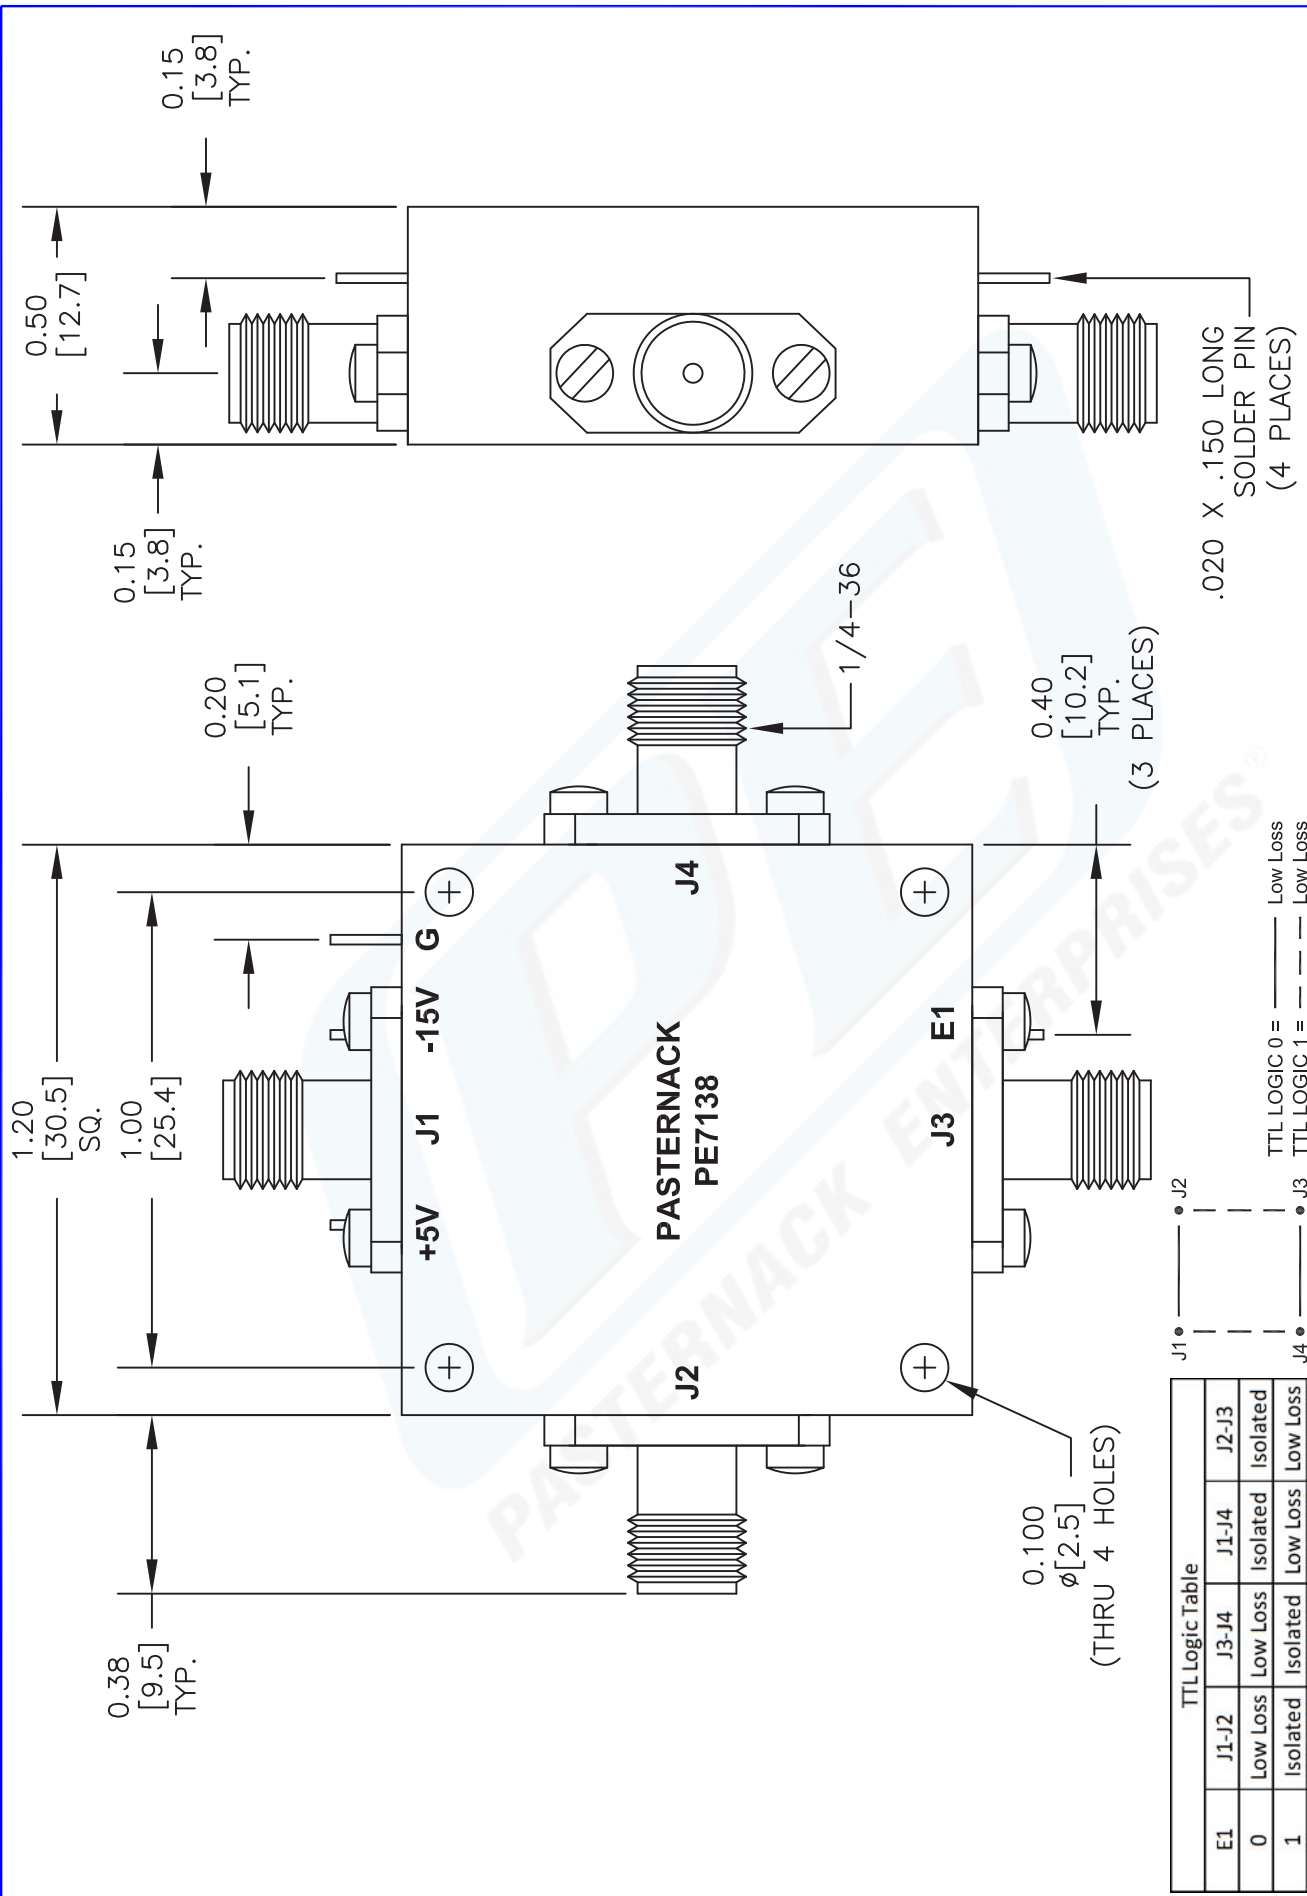 0.50
[12.7]
0.15
[3.8]
TYP.
0.15
[3.8]
TYP.
.020 X .150 LONG
SOLDER PIN
(4 PLACES)
1.20
[30.5]
SQ.
1.00
[25.4]
0.20
[5.1]
TYP.
0.38
[9.5]
TYP.
1/4-36
0.40
[10.2]
TYP.
(3 PLACES)
0.100
ø[2.5]
(THRU 4 HOLES)
+5V J1 -15V G
J2
PASTERNACK
PE7138
J4
J3 E1
PASTERNACK ENTERPRISES®
PE
TTL Logic Table
E1 J1-J2 J3-J4 J1-J4 J2-J3
0 Low Loss Low Loss Isolated Isolated
1 Isolated Isolated Low Loss Low Loss
J1 J2
J4 J3
TTL LOGIC 0 = Low Loss
TTL LOGIC 1 = Low Loss